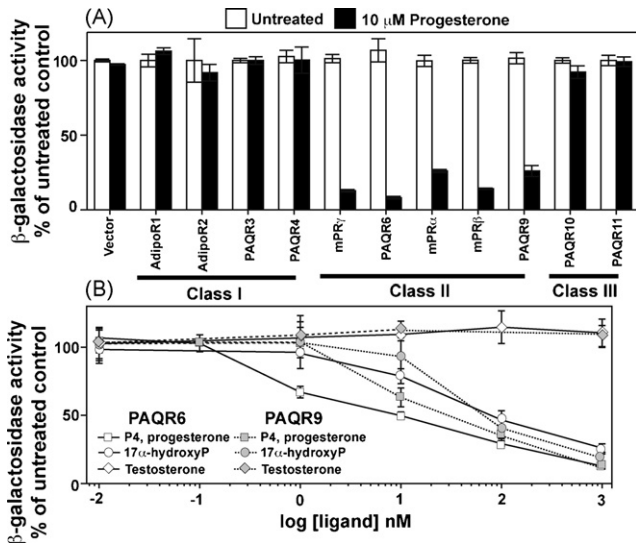 (A)
Untreated
10 μM Progesterone
β-galactosidase activity
% of untreated control
100
50
0
Vector
AdipoR1
AdipoR2
PAQR3
PAQR4
mPRγ
PAQR6
mPRα
mPRβ
PAQR9
PAQR10
PAQR11
Class I
Class II
Class III
(B)
β-galactosidase activity
% of untreated control
100
50
0
PAQR6
PAQR9
P4, progesterone
P4, progesterone
17α-hydroxyP
17α-hydroxyP
Testosterone
Testosterone
-2
-1
0
1
2
3
log [ligand] nM